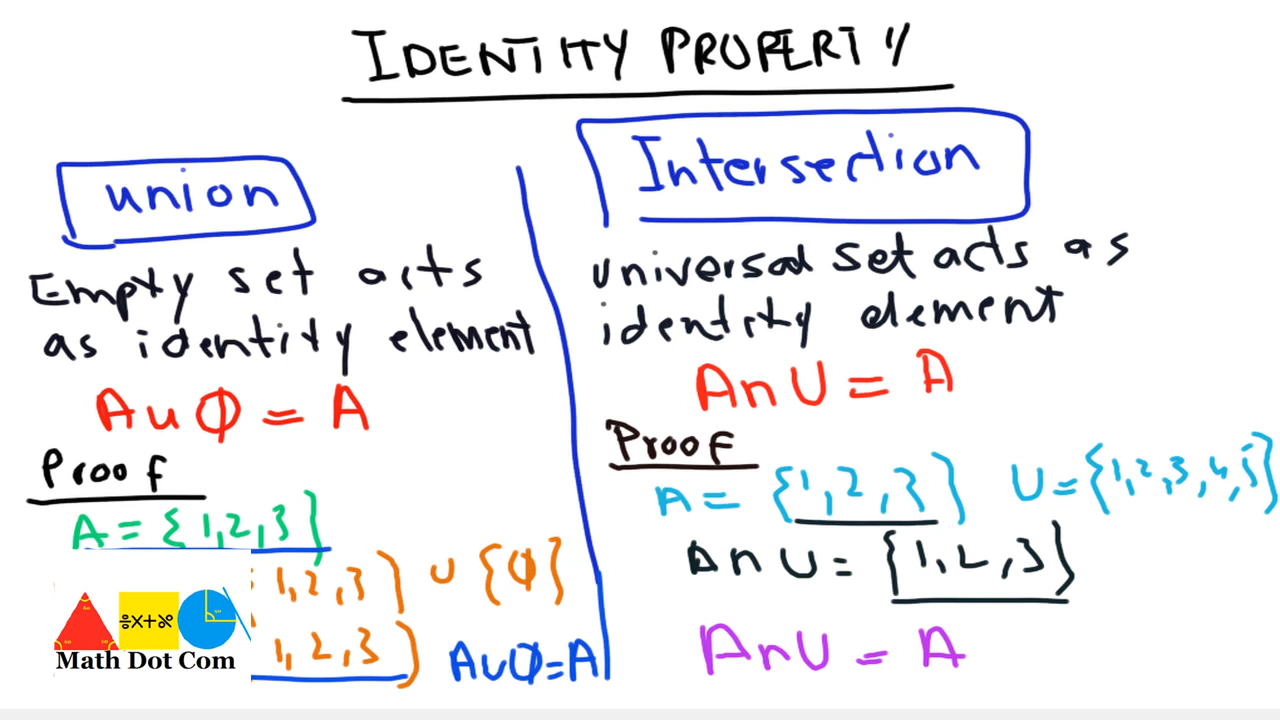 IDENTITY PROPERTY
union
Empty set acts
as identity element
A∪Φ = A
Proof
A = {1,2,3}
1,2,3} ∪ {Φ}
1,2,3}
A∪Φ=A
÷x+%
Math Dot Com
Intersection
universal set acts as
identity element
A∩U = A
Proof
A = {1,2,3} U={1,2,3,4,5}
A∩U = {1,2,3}
A∩U = A